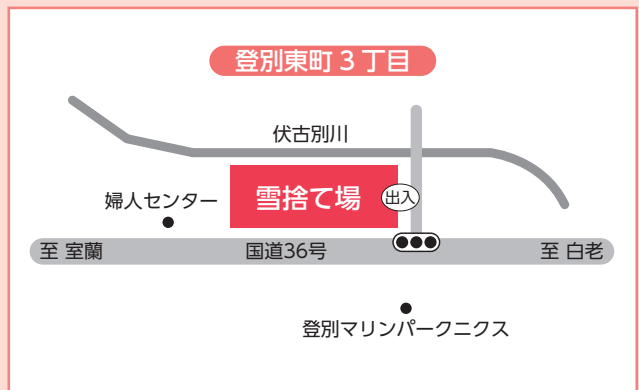 登別東町 3 丁目
伏古別川
婦人センター
雪捨て場
出入
至 室蘭
国道36号
至 白老
登別マリンパークニクス